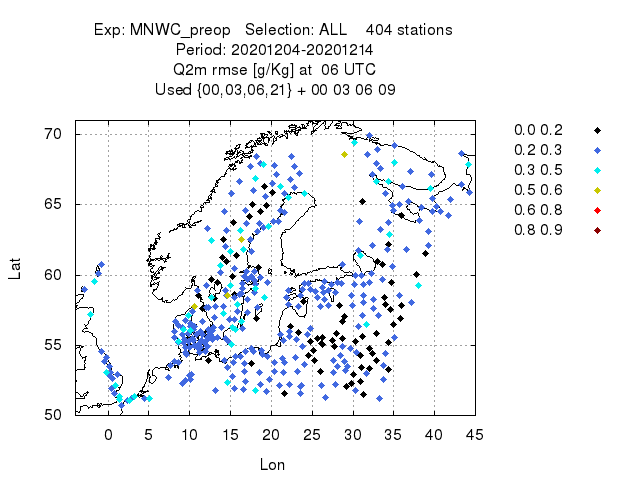 Exp: MNWC_preop Selection: ALL 404 stations
Period: 20201204-20201214
Q2m rmse [g/Kg] at 06 UTC
Used {00,03,06,21} + 00 03 06 09
70
65
60
55
50
Lat
0 5 10 15 20 25 30 35 40 45
Lon
0.0 0.2
0.2 0.3
0.3 0.5
0.5 0.6
0.6 0.8
0.8 0.9